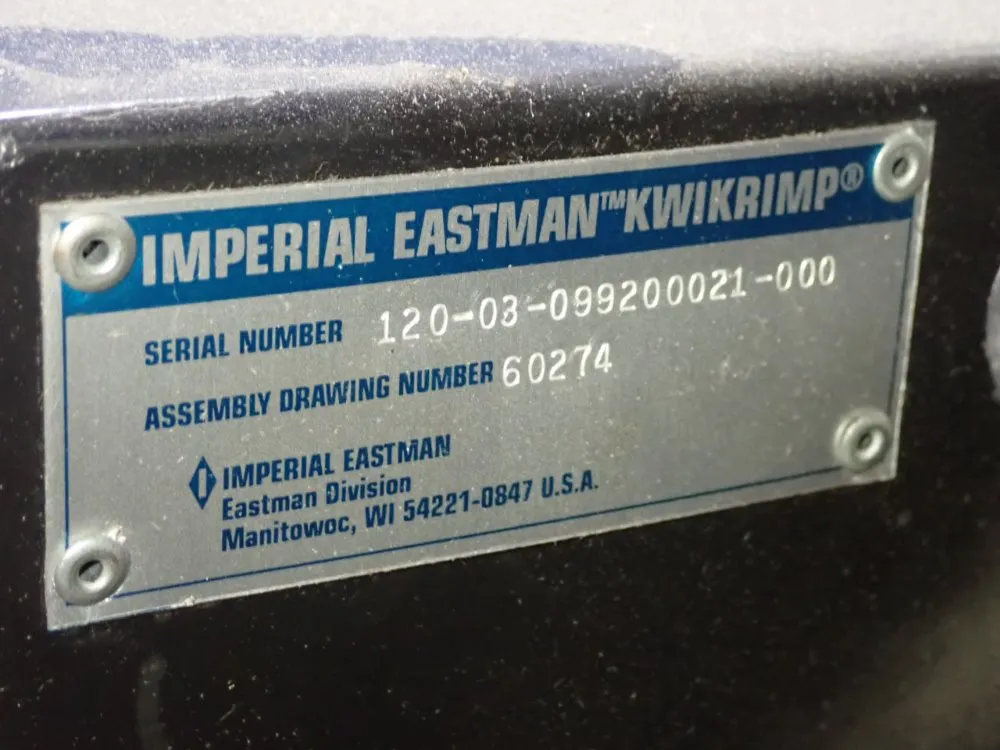 IMPERIAL EASTMAN™KWIKRIMP®
SERIAL NUMBER 120-03-099200021-000
ASSEMBLY DRAWING NUMBER 60274
IMPERIAL EASTMAN
Eastman Division
Manitowoc, WI 54221-0847 U.S.A.